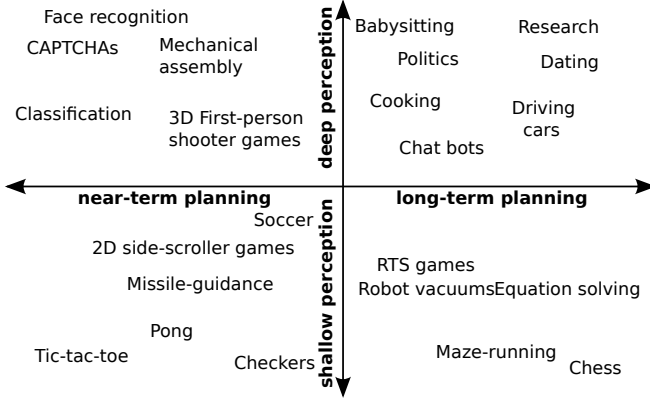 Face recognition
CAPTCHAs
Mechanical
assembly
Classification
3D First-person
shooter games
deep perception
Babysitting
Research
Politics
Dating
Cooking
Driving
cars
Chat bots
near-term planning
long-term planning
Soccer
2D side-scroller games
Missile-guidance
Pong
Tic-tac-toe
Checkers
shallow perception
RTS games
Robot vacuums
Equation solving
Maze-running
Chess